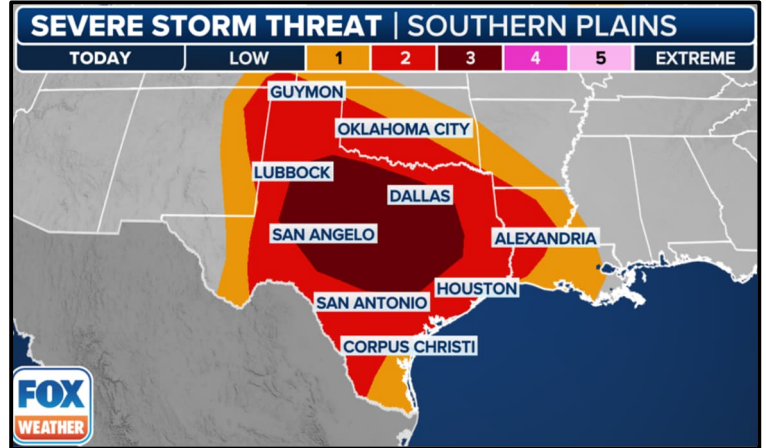 SEVERE STORM THREAT | SOUTHERN PLAINS
TODAY LOW 1 2 3 4 5 EXTREME
GUYMON
OKLAHOMA CITY
LUBBOCK
DALLAS
SAN ANGELO
ALEXANDRIA
HOUSTON
SAN ANTONIO
CORPUS CHRISTI
FOX
WEATHER